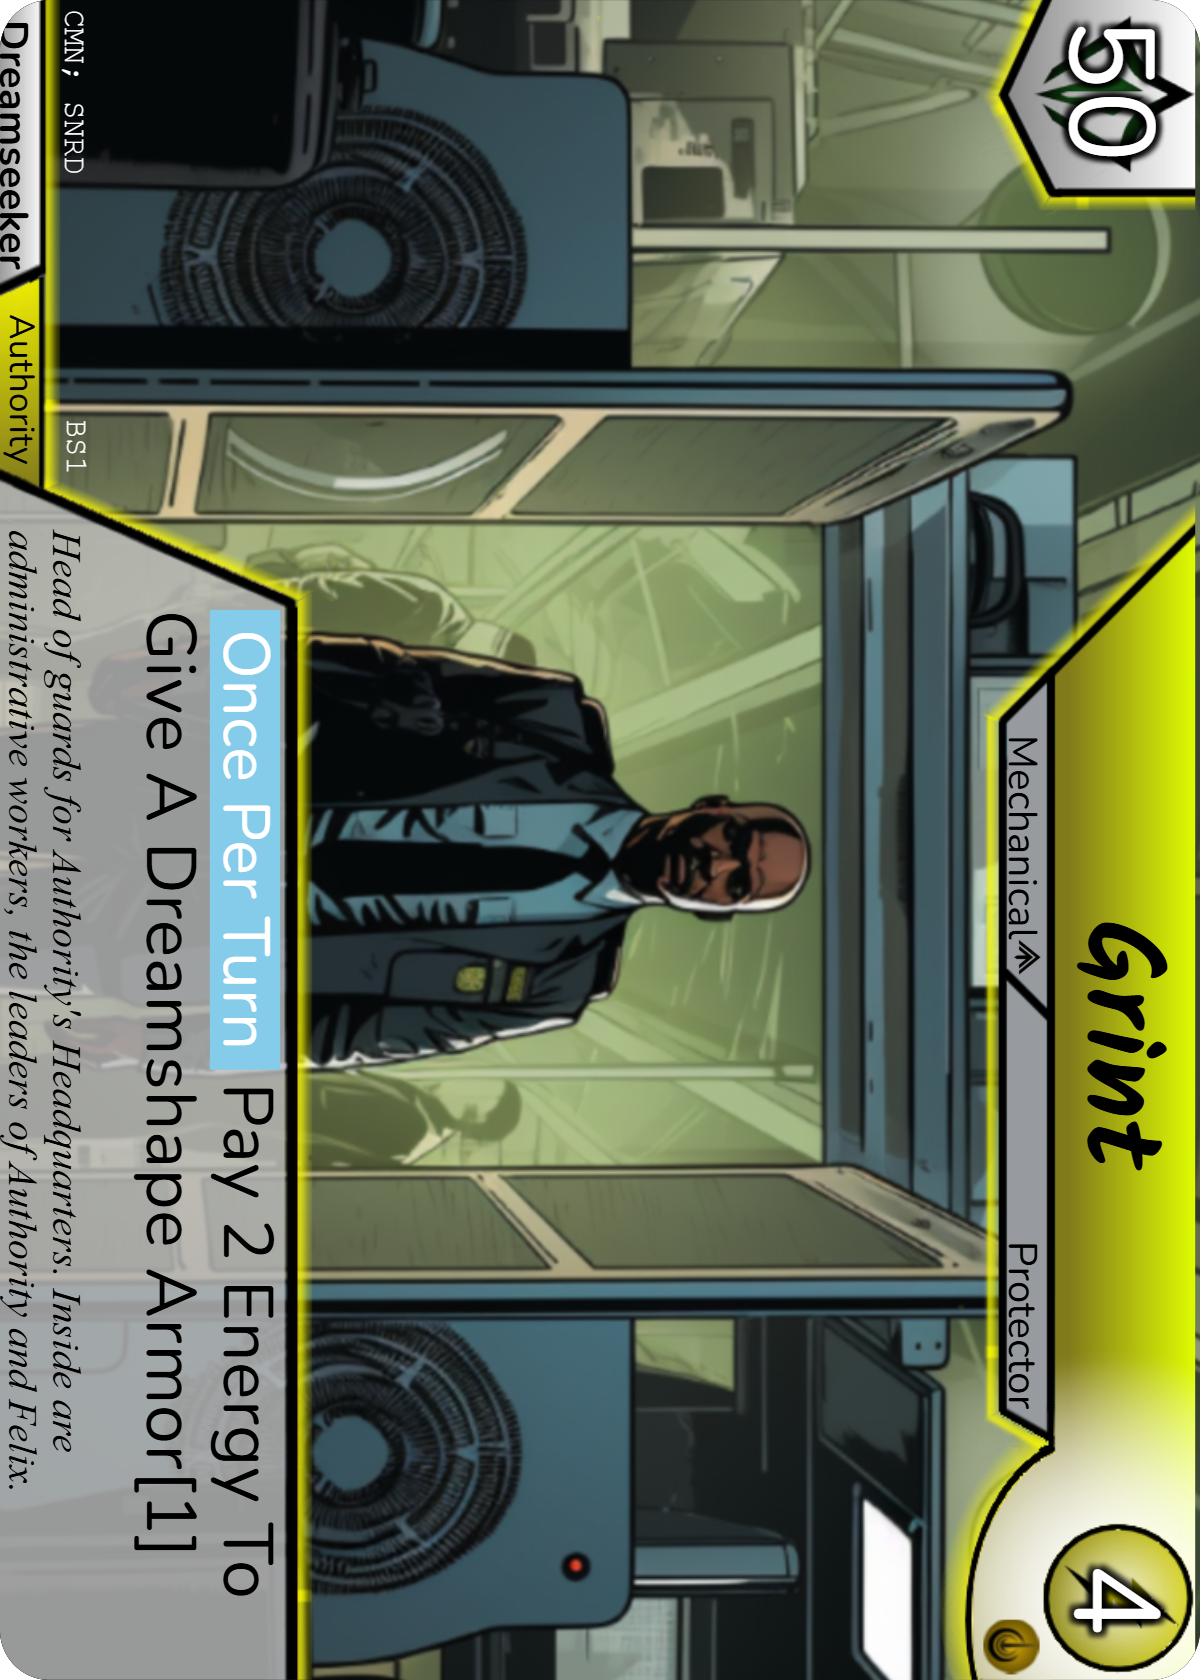 50
Grint
4
Mechanical
Protector
CMN; SNRD
BS1
Dreamseeker
Authority
Once Per Turn Pay 2 Energy To
Give A Dreamshape Armor[1]
Head of guards for Authority's Headquarters. Inside are
administrative workers, the leaders of Authority and Felix.